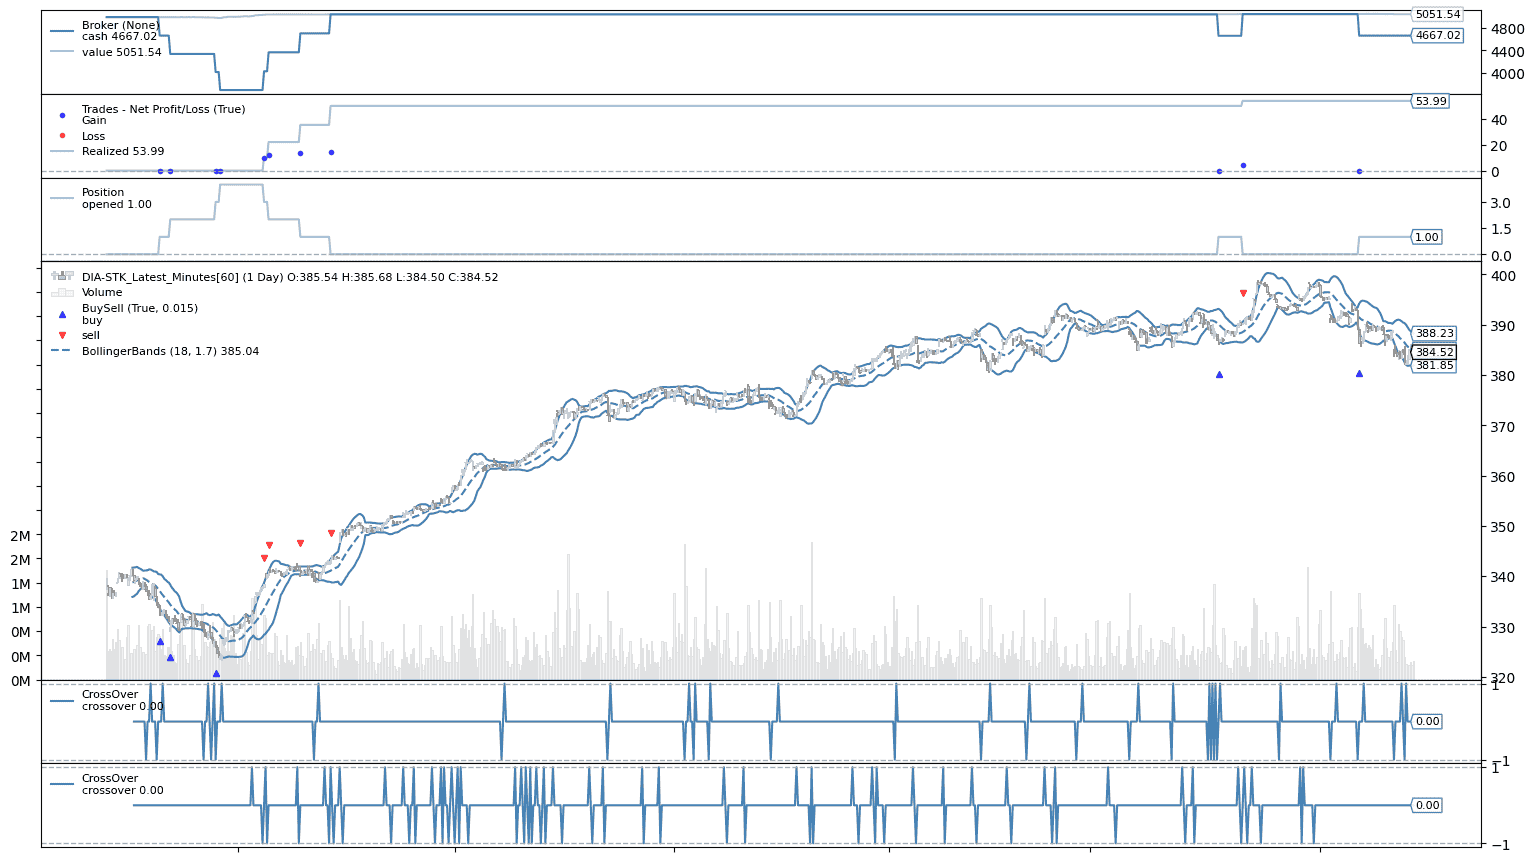 Broker (None)
cash 4667.02
value 5051.54
5051.54
4800
4667.02
4400
4000
Trades - Net Profit/Loss (True)
Gain
Loss
Realized 53.99
53.99
40
20
0
Position
opened 1.00
3.0
1.5
1.00
0.0
DIA-STK_Latest_Minutes[60] (1 Day) O:385.54 H:385.68 L:384.50 C:384.52
Volume
BuySell (True, 0.015)
buy
sell
BollingerBands (18, 1.7) 385.04
400
390
388.23
384.52
381.85
380
370
360
350
340
330
320
2M
2M
1M
1M
0M
0M
0M
CrossOver
crossover 0.00
1
0.00
−1
CrossOver
crossover 0.00
1
0.00
−1